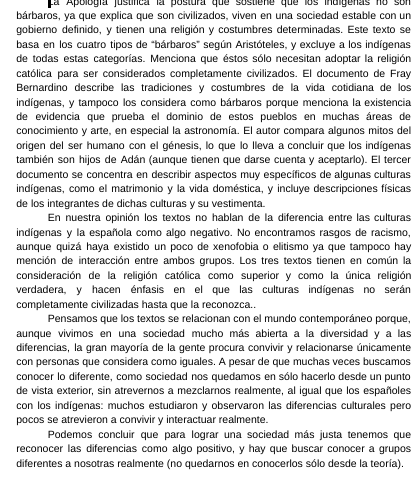 La Apología justifica la postura que sostiene que los indígenas no son
bárbaros, ya que explica que son civilizados, viven en una sociedad estable con un
gobierno definido, y tienen una religión y costumbres determinadas. Este texto se
basa en los cuatro tipos de “bárbaros” según Aristóteles, y excluye a los indígenas
de todas estas categorías. Menciona que éstos sólo necesitan adoptar la religión
católica para ser considerados completamente civilizados. El documento de Fray
Bernardino describe las tradiciones y costumbres de la vida cotidiana de los
indígenas, y tampoco los considera como bárbaros porque menciona la existencia
de evidencia que prueba el dominio de estos pueblos en muchas áreas de
conocimiento y arte, en especial la astronomía. El autor compara algunos mitos del
origen del ser humano con el génesis, lo que lo lleva a concluir que los indígenas
también son hijos de Adán (aunque tienen que darse cuenta y aceptarlo). El tercer
documento se concentra en describir aspectos muy específicos de algunas culturas
indígenas, como el matrimonio y la vida doméstica, y incluye descripciones físicas
de los integrantes de dichas culturas y su vestimenta.
En nuestra opinión los textos no hablan de la diferencia entre las culturas
indígenas y la española como algo negativo. No encontramos rasgos de racismo,
aunque quizá haya existido un poco de xenofobia o elitismo ya que tampoco hay
mención de interacción entre ambos grupos. Los tres textos tienen en común la
consideración de la religión católica como superior y como la única religión
verdadera, y hacen énfasis en el que las culturas indígenas no serán
completamente civilizadas hasta que la reconozca..
Pensamos que los textos se relacionan con el mundo contemporáneo porque,
aunque vivimos en una sociedad mucho más abierta a la diversidad y a las
diferencias, la gran mayoría de la gente procura convivir y relacionarse únicamente
con personas que considera como iguales. A pesar de que muchas veces buscamos
conocer lo diferente, como sociedad nos quedamos en sólo hacerlo desde un punto
de vista exterior, sin atrevernos a mezclarnos realmente, al igual que los españoles
con los indígenas: muchos estudiaron y observaron las diferencias culturales pero
pocos se atrevieron a convivir y interactuar realmente.
Podemos concluir que para lograr una sociedad más justa tenemos que
reconocer las diferencias como algo positivo, y hay que buscar conocer a grupos
diferentes a nosotras realmente (no quedarnos en conocerlos sólo desde la teoría).